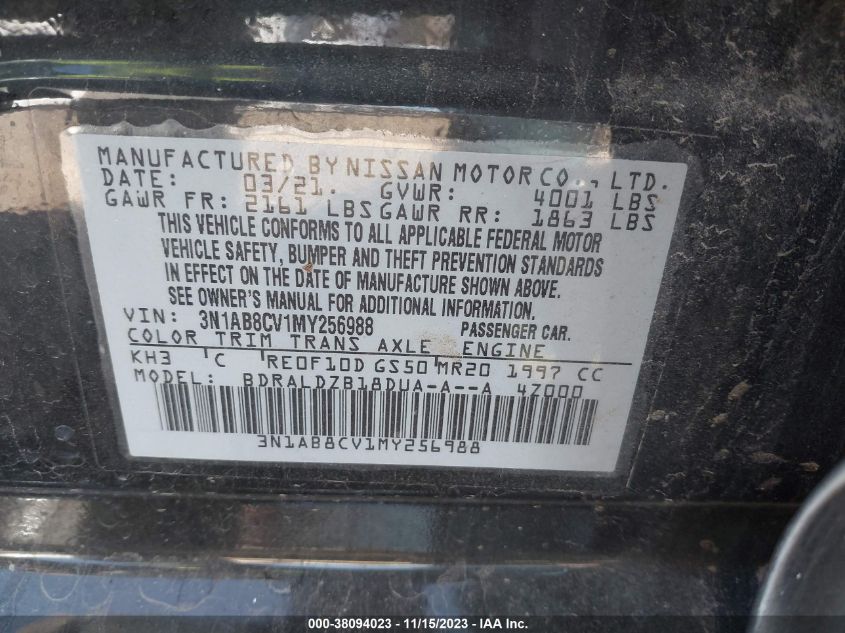 MANUFACTURED BY NISSAN MOTOR CO., LTD.
DATE: 03/21. GVWR: 4001 LBS
GAWR FR: 2161 LBS GAWR RR: 1863 LBS
THIS VEHICLE CONFORMS TO ALL APPLICABLE FEDERAL MOTOR
VEHICLE SAFETY, BUMPER AND THEFT PREVENTION STANDARDS
IN EFFECT ON THE DATE OF MANUFACTURE SHOWN ABOVE.
SEE OWNER'S MANUAL FOR ADDITIONAL INFORMATION.
VIN: 3N1AB8CV1MY256988 PASSENGER CAR.
COLOR TRIM TRANS AXLE ENGINE
KH3 C RE0F10D GS50 MR20 1997 CC
MODEL: BDRALDZB18DUA-A--A 4Z000
3N1AB8CV1MY256988
000-38094023 - 11/15/2023 - IAA Inc.